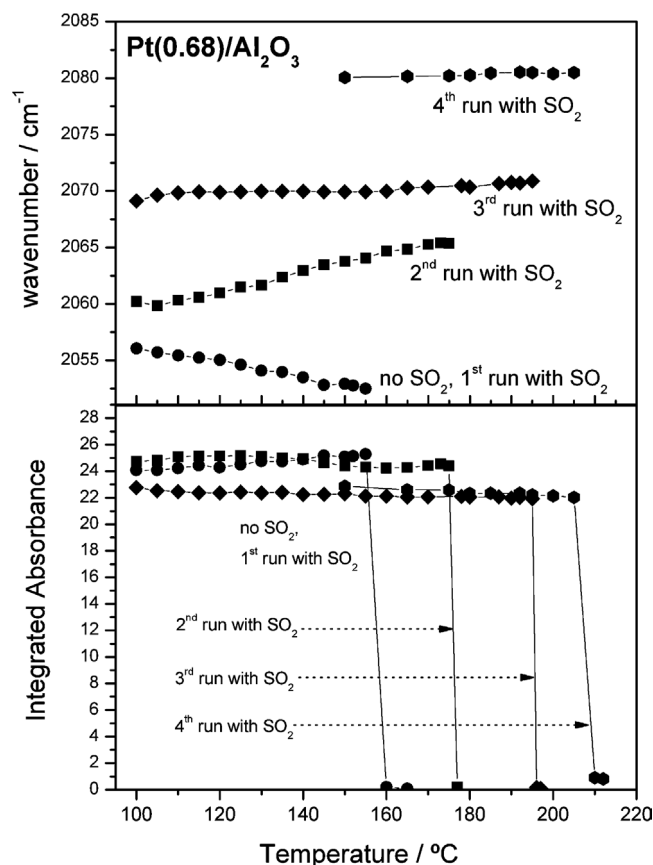 Pt(0.68)/Al₂O₃
2080
2075
2070
2065
2060
2055
wavenumber / cm⁻¹
4ᵗʰ run with SO₂
3ʳᵈ run with SO₂
2ⁿᵈ run with SO₂
no SO₂, 1ˢᵗ run with SO₂
28
26
24
22
20
18
16
14
12
10
8
6
4
2
0
Integrated Absorbance
no SO₂,
1ˢᵗ run with SO₂
2ⁿᵈ run with SO₂
3ʳᵈ run with SO₂
4ᵗʰ run with SO₂
100 120 140 160 180 200 220
Temperature / ºC